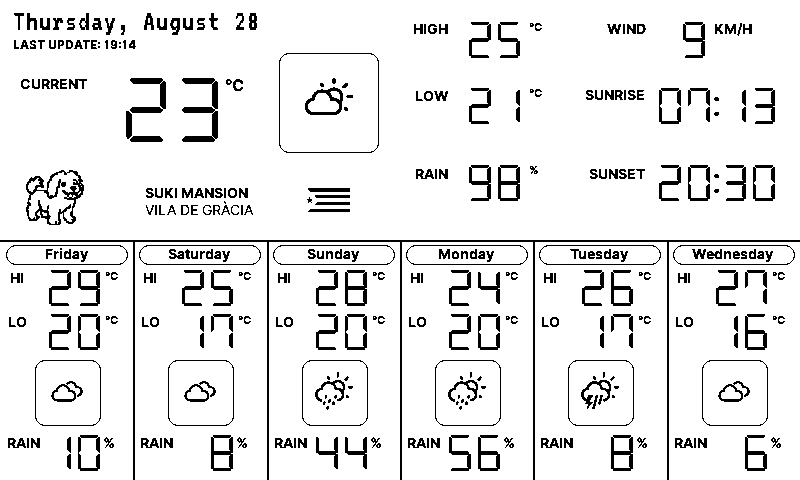 Thursday, August 28
LAST UPDATE: 19:14
CURRENT 23 °C
HIGH 25 °C
LOW 21 °C
RAIN 98 %
WIND 9 KM/H
SUNRISE 07:13
SUNSET 20:30
SUKI MANSION
VILA DE GRÀCIA
Friday
HI 29 °C
LO 20 °C
RAIN 10 %
Saturday
HI 25 °C
LO 17 °C
RAIN 8 %
Sunday
HI 28 °C
LO 20 °C
RAIN 44 %
Monday
HI 24 °C
LO 20 °C
RAIN 56 %
Tuesday
HI 26 °C
LO 17 °C
RAIN 8 %
Wednesday
HI 27 °C
LO 16 °C
RAIN 6 %